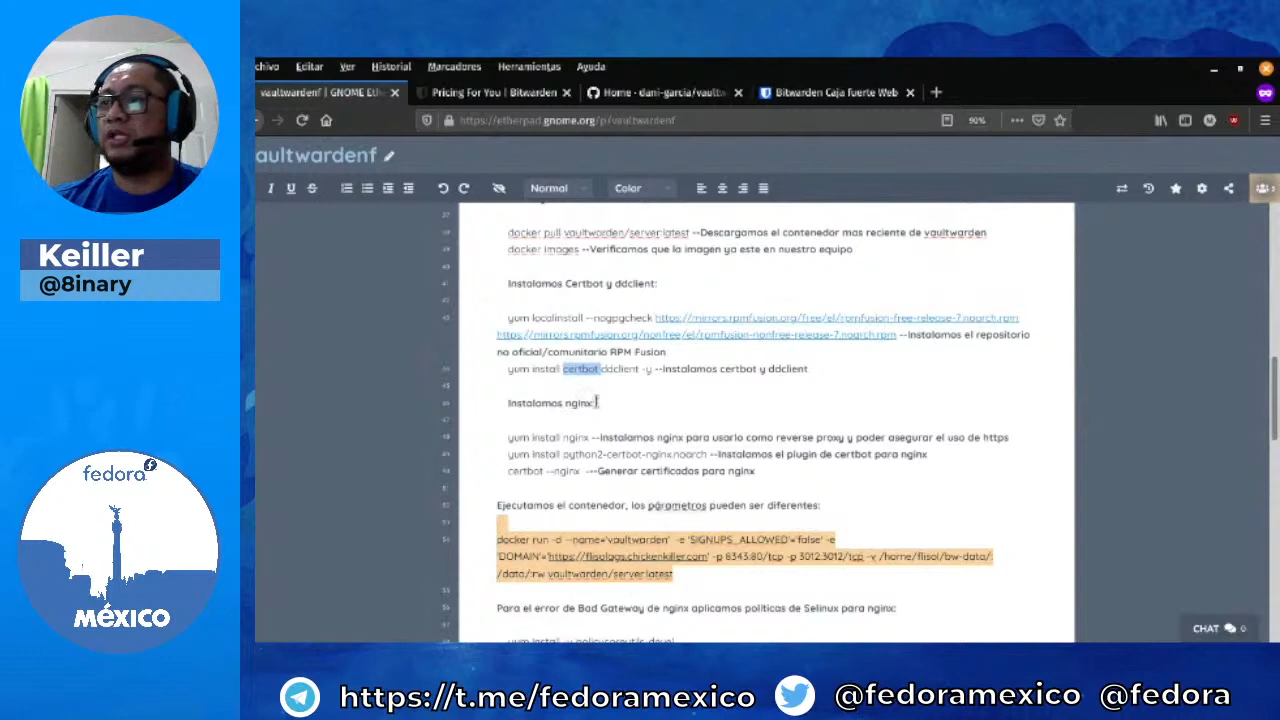 Archivo Editar Ver Historial Marcadores Herramientas Ayuda
vaultwardenf | GNOME Eth
Pricing For You | Bitwarden
Home · dani-garcia/vaultw
Bitwarden Caja fuerte Web
https://etherpad.gnome.org/p/vaultwardenf
90%
aultwardenf
Normal
Color
docker pull vaultwarden/server:latest --Descargamos el contenedor mas reciente de vaultwarden
docker images --Verificamos que la imagen ya este en nuestro equipo
Instalamos Certbot y ddclient:
yum localinstall --nogpgcheck https://mirrors.rpmfusion.org/free/el/rpmfusion-free-release-7.noarch.rpm
https://mirrors.rpmfusion.org/nonfree/el/rpmfusion-nonfree-release-7.noarch.rpm --Instalamos el repositorio
no oficial/comunitario RPM Fusion
yum install certbot ddclient -y --Instalamos certbot y ddclient
Instalamos nginx:
yum install nginx --Instalamos nginx para usarlo como reverse proxy y poder asegurar el uso de https
yum install python2-certbot-nginx.noarch --Instalamos el plugin de certbot para nginx
certbot --nginx ---Generar certificados para nginx
Ejecutamos el contenedor, los párametros pueden ser diferentes:
docker run -d --name='vaultwarden' -e 'SIGNUPS_ALLOWED'='false' -e
'DOMAIN'='https://flisolags.chickenkiller.com' -p 8343:80/tcp -p 3012:3012/tcp -v /home/flisol/bw-data/:
/data/:rw vaultwarden/server:latest
Para el error de Bad Gateway de nginx aplicamos políticas de Selinux para nginx:
yum install -y policycoreutils-devel
CHAT 0
Keiller
@8inary
fedora
MÉXICO
https://t.me/fedoramexico
@fedoramexico @fedora